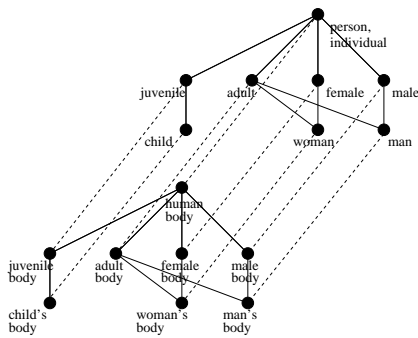 person,
individual
juvenile adult female male
child woman man
human
body
juvenile adult female male
body body body body
child's woman's man's
body body body